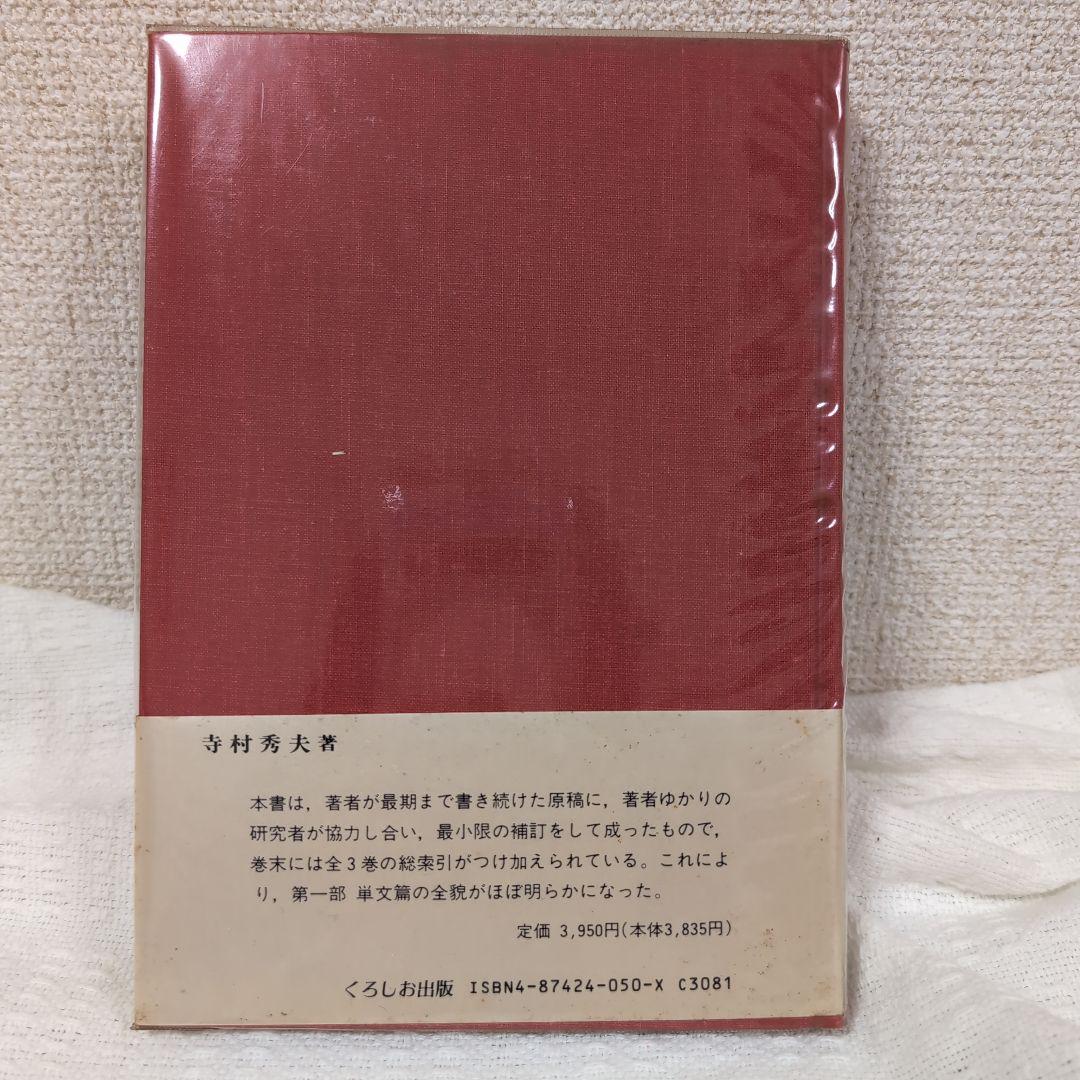 寺村秀夫著
本書は，著者が最期まで書き続けた原稿に，著者ゆかりの
研究者が協力し合い，最小限の補訂をして成ったもので，
巻末には全3巻の総索引がつけ加えられている。これによ
り，第一部 単文篇の全貌がほぼ明らかになった。
定価 3,950円(本体3,835円)
くろしお出版 ISBN4-87424-050-X C3081